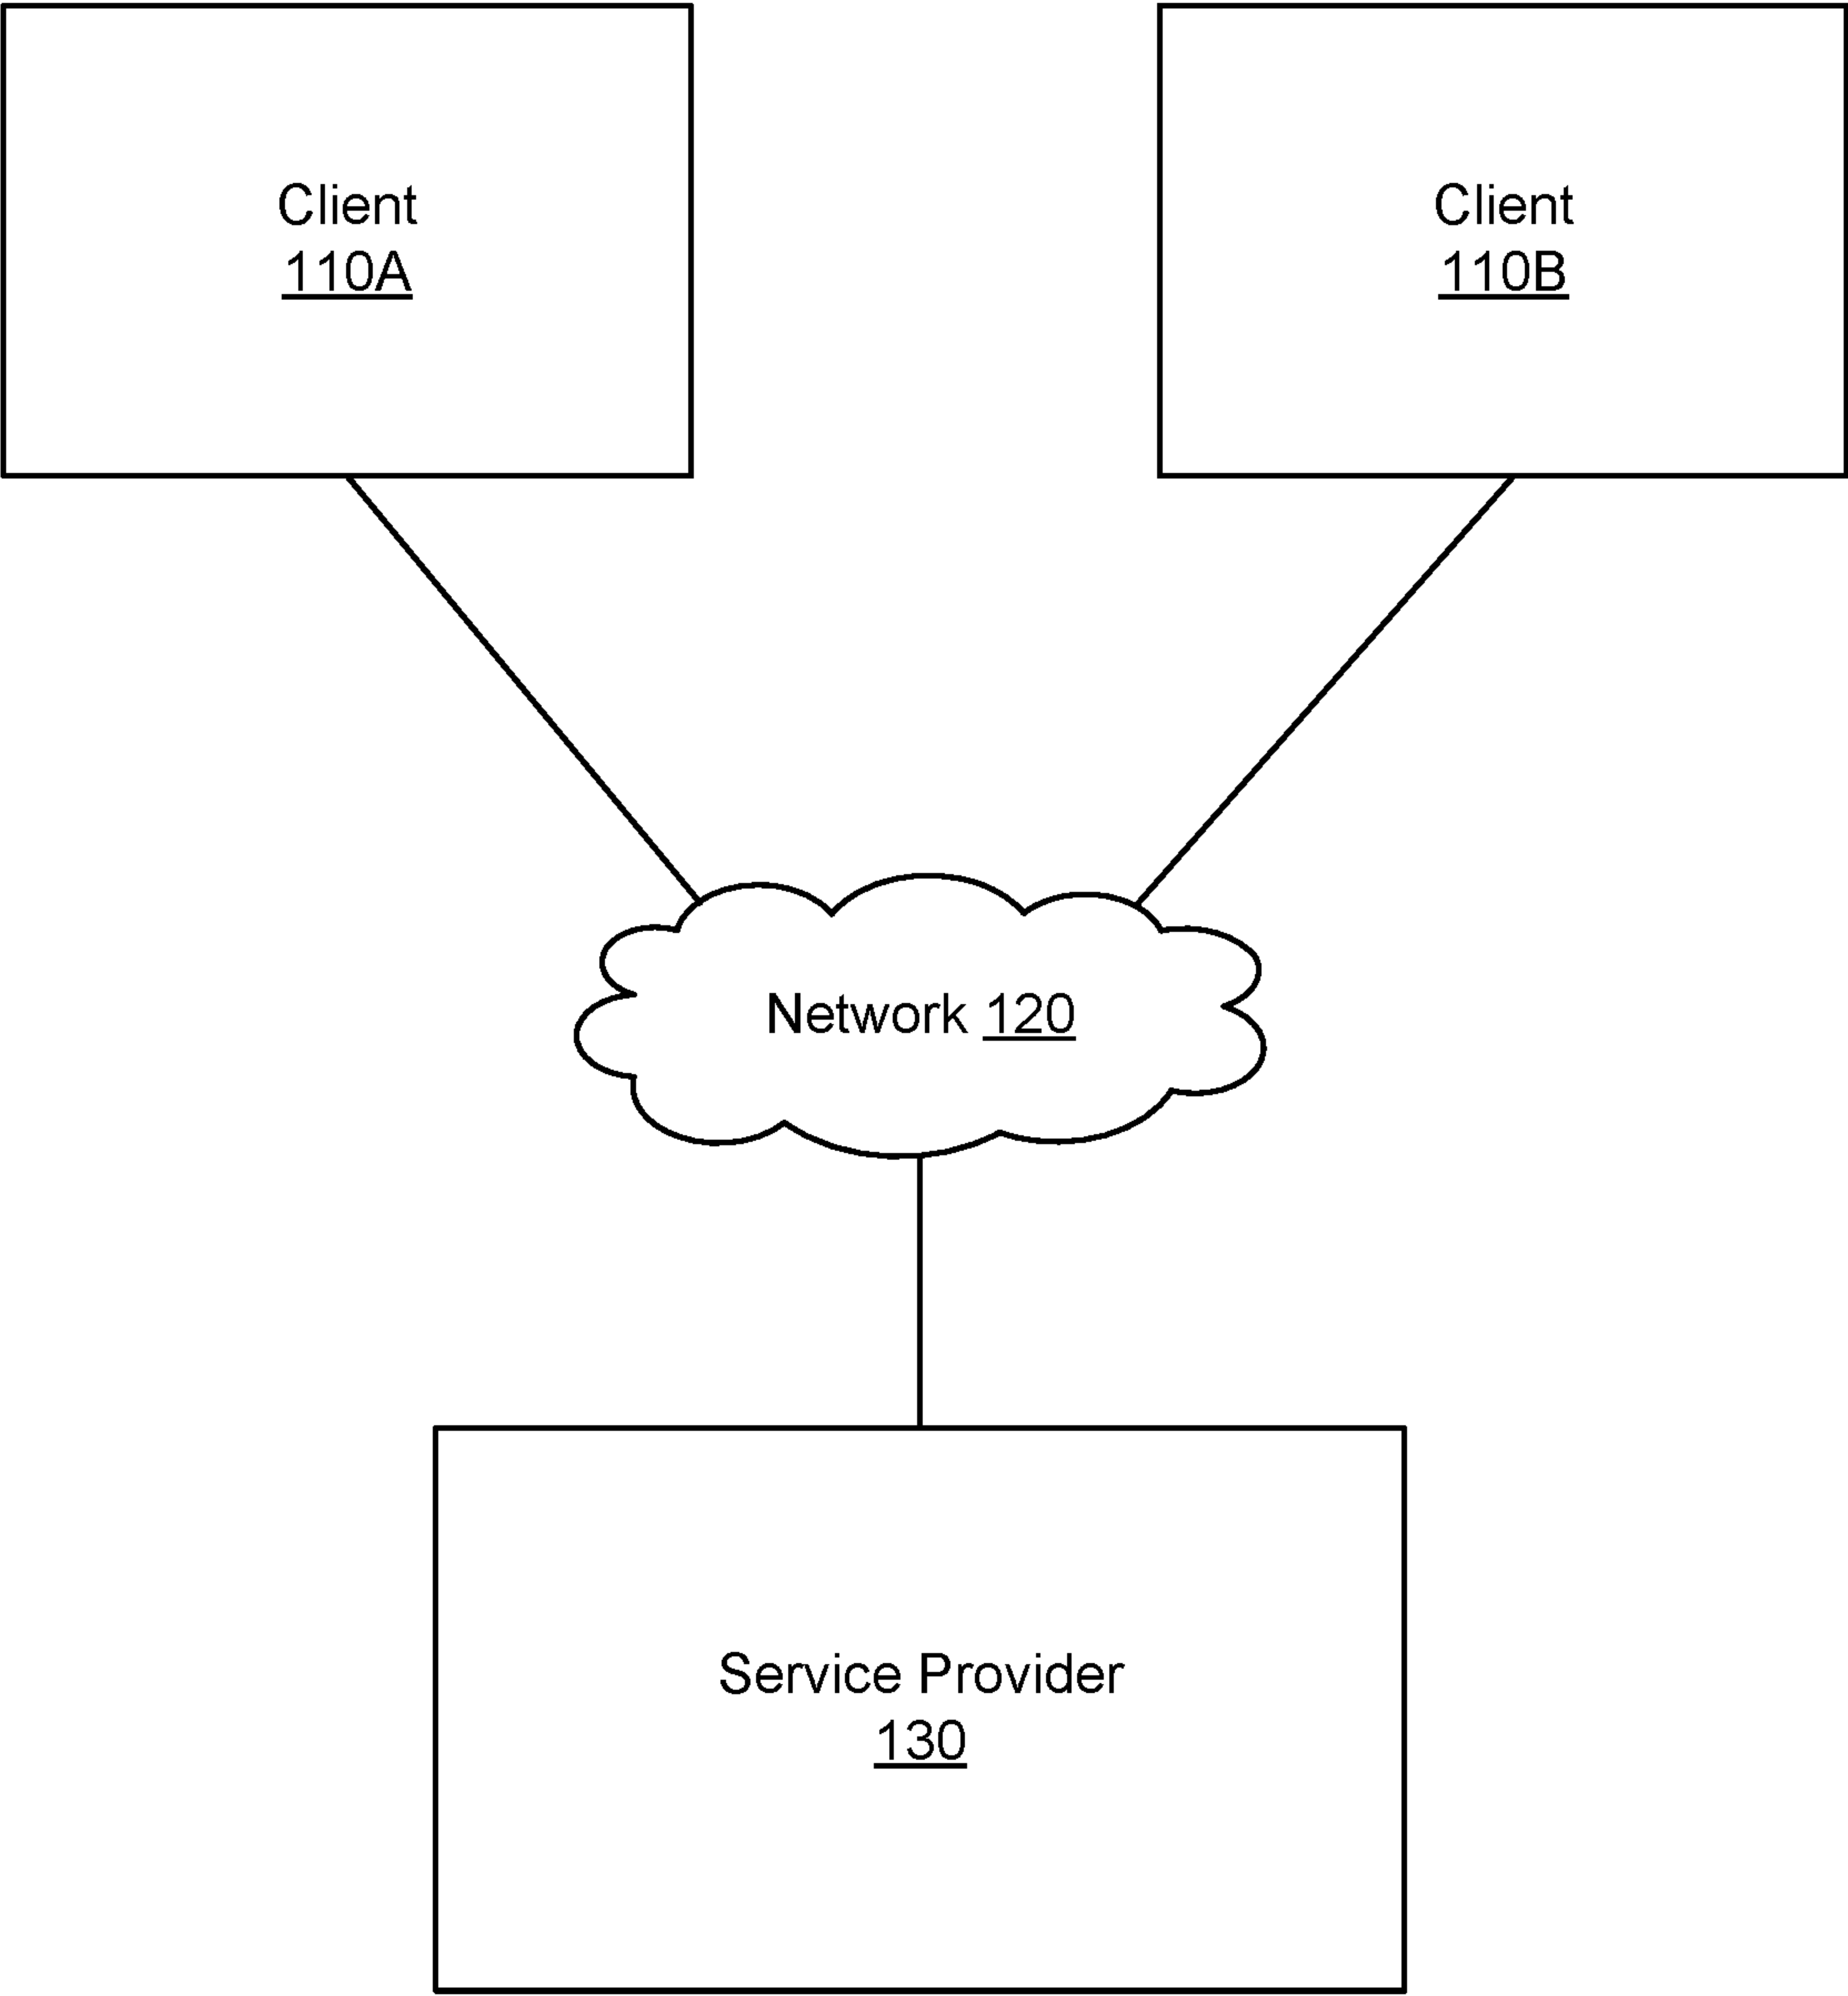 Client
110A
Client
110B
Network 120
Service Provider
130